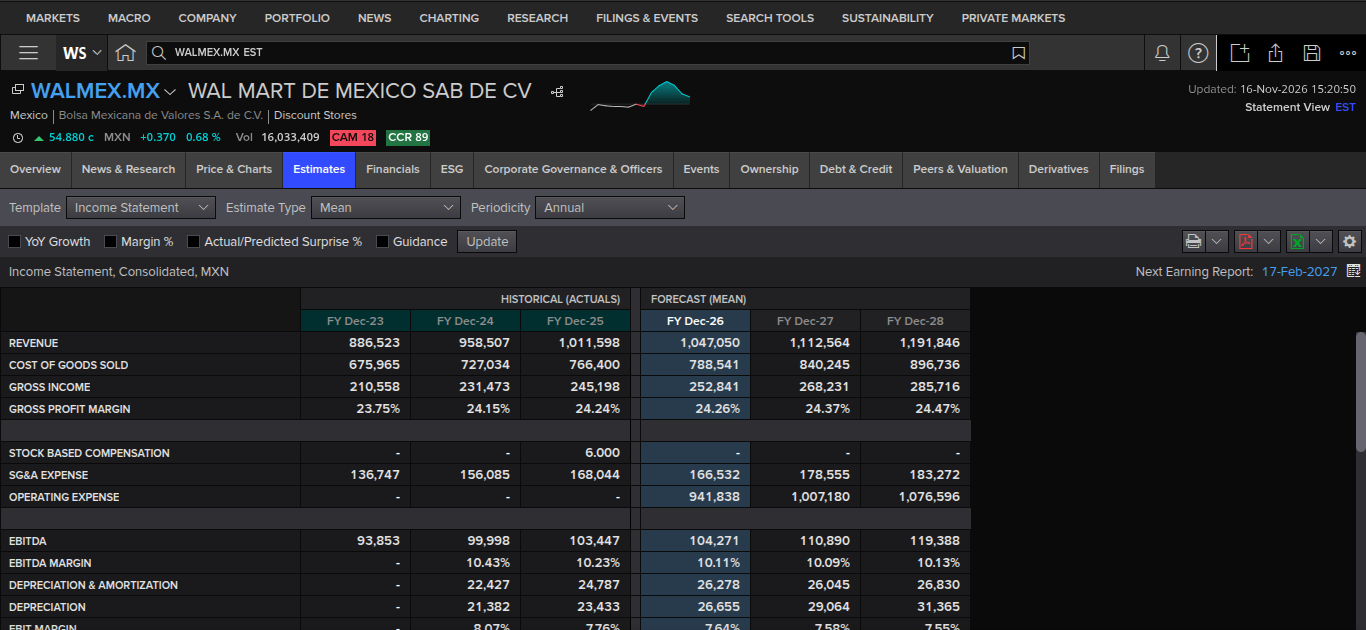 MARKETS MACRO COMPANY PORTFOLIO NEWS CHARTING RESEARCH FILINGS & EVENTS SEARCH TOOLS SUSTAINABILITY PRIVATE MARKETS
WS WALMEX.MX EST
WALMEX.MX WAL MART DE MEXICO SAB DE CV
Updated: 16-Nov-2026 15:20:50
Mexico | Bolsa Mexicana de Valores S.A. de C.V. | Discount Stores
Statement View EST
54.880 c MXN +0.370 0.68 % Vol 16,033,409 CAM 18 CCR 89
Overview News & Research Price & Charts Estimates Financials ESG Corporate Governance & Officers Events Ownership Debt & Credit Peers & Valuation Derivatives Filings
Template Income Statement Estimate Type Mean Periodicity Annual
YoY Growth Margin % Actual/Predicted Surprise % Guidance Update
Income Statement, Consolidated, MXN Next Earning Report: 17-Feb-2027
HISTORICAL (ACTUALS) FORECAST (MEAN)
FY Dec-23 FY Dec-24 FY Dec-25 FY Dec-26 FY Dec-27 FY Dec-28
REVENUE 886,523 958,507 1,011,598 1,047,050 1,112,564 1,191,846
COST OF GOODS SOLD 675,965 727,034 766,400 788,541 840,245 896,736
GROSS INCOME 210,558 231,473 245,198 252,841 268,231 285,716
GROSS PROFIT MARGIN 23.75% 24.15% 24.24% 24.26% 24.37% 24.47%
STOCK BASED COMPENSATION - - 6.000 - - -
SG&A EXPENSE 136,747 156,085 168,044 166,532 178,555 183,272
OPERATING EXPENSE - - - 941,838 1,007,180 1,076,596
EBITDA 93,853 99,998 103,447 104,271 110,890 119,388
EBITDA MARGIN - 10.43% 10.23% 10.11% 10.09% 10.13%
DEPRECIATION & AMORTIZATION - 22,427 24,787 26,278 26,045 26,830
DEPRECIATION - 21,382 23,433 26,655 29,064 31,365
EBIT MARGIN - 8.07% 7.76% 7.64% 7.58% 7.55%